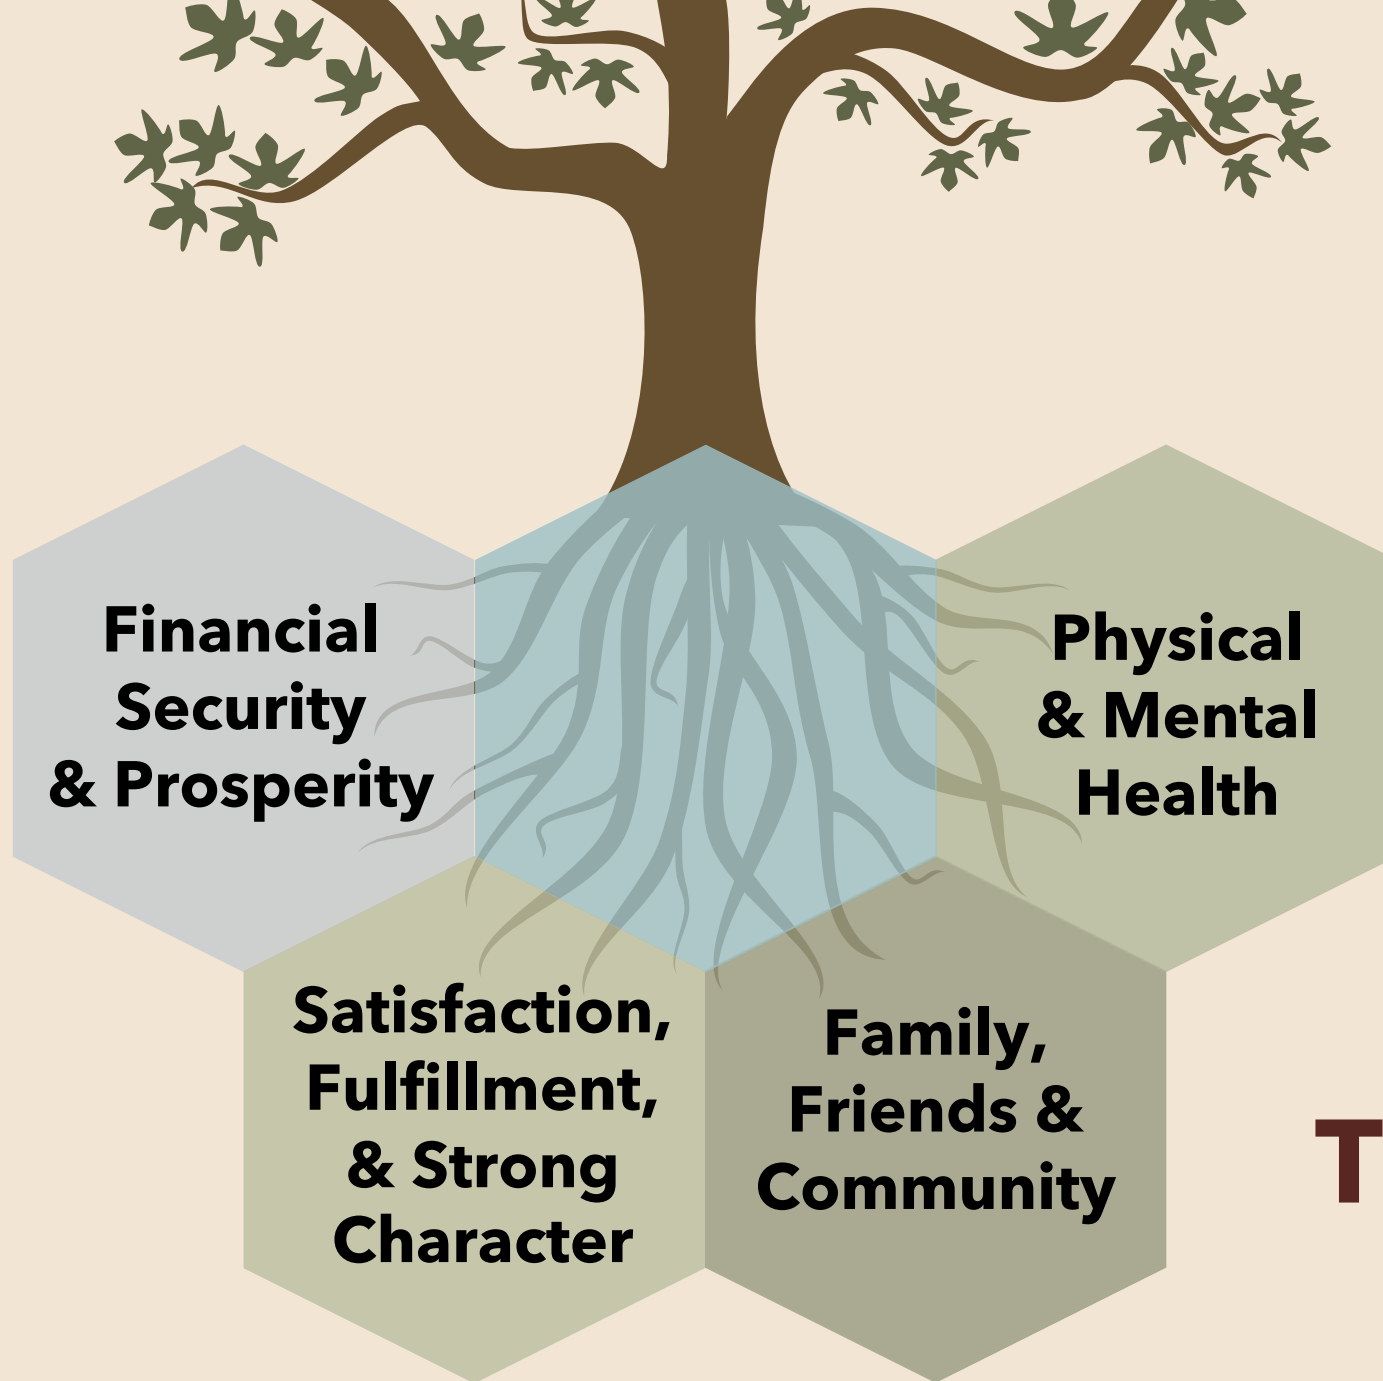 Financial
Security
& Prosperity
Physical
& Mental
Health
Satisfaction,
Fulfillment,
& Strong
Character
Family,
Friends &
Community
T